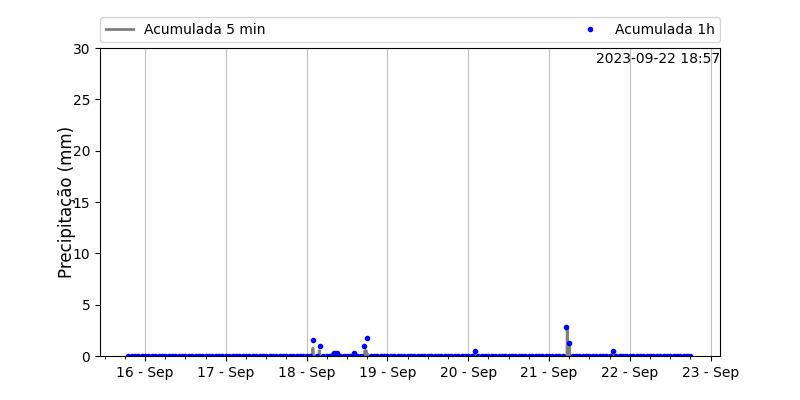 Acumulada 5 min
Acumulada 1h
2023-09-22 18:57
Precipitação (mm)
30
25
20
15
10
5
0
16 - Sep
17 - Sep
18 - Sep
19 - Sep
20 - Sep
21 - Sep
22 - Sep
23 - Sep